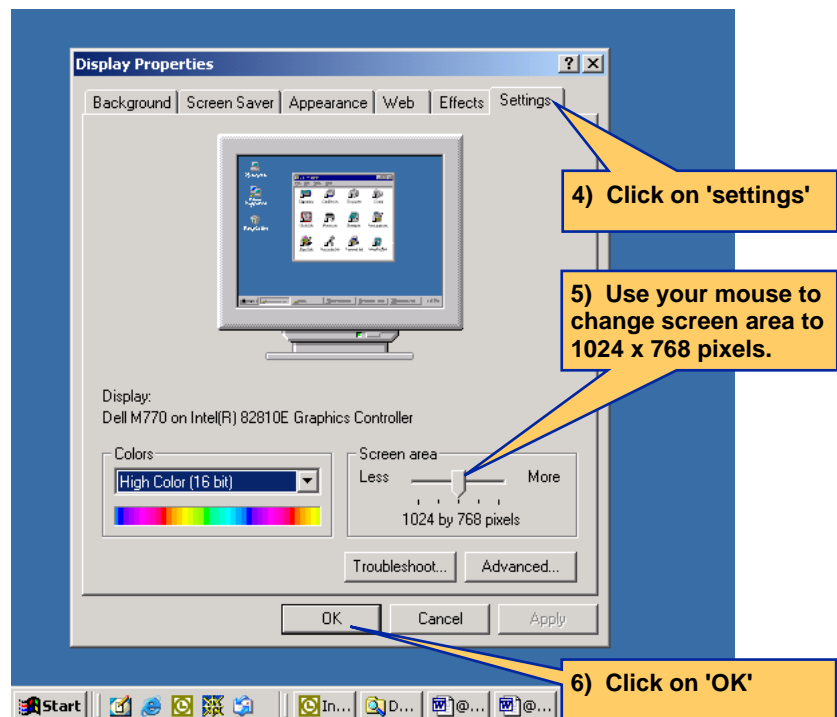 Display Properties
Background Screen Saver Appearance Web Effects Settings
4) Click on 'settings'
5) Use your mouse to
change screen area to
1024 x 768 pixels.
Display:
Dell M770 on Intel(R) 82810E Graphics Controller
Colors
High Color (16 bit)
Screen area
Less More
1024 by 768 pixels
Troubleshoot... Advanced...
OK Cancel Apply
6) Click on 'OK'
Start In... D... @... @...